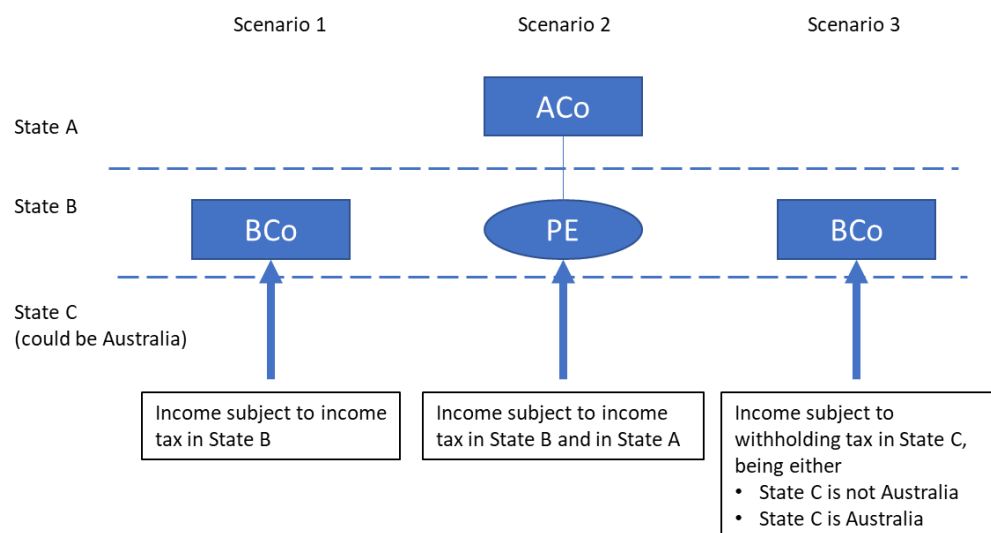 Scenario 1
Scenario 2
Scenario 3
State A
ACo
State B
BCo
PE
BCo
State C
(could be Australia)
Income subject to income
tax in State B
Income subject to income
tax in State B and in State A
Income subject to
withholding tax in State C,
being either
• State C is not Australia
• State C is Australia